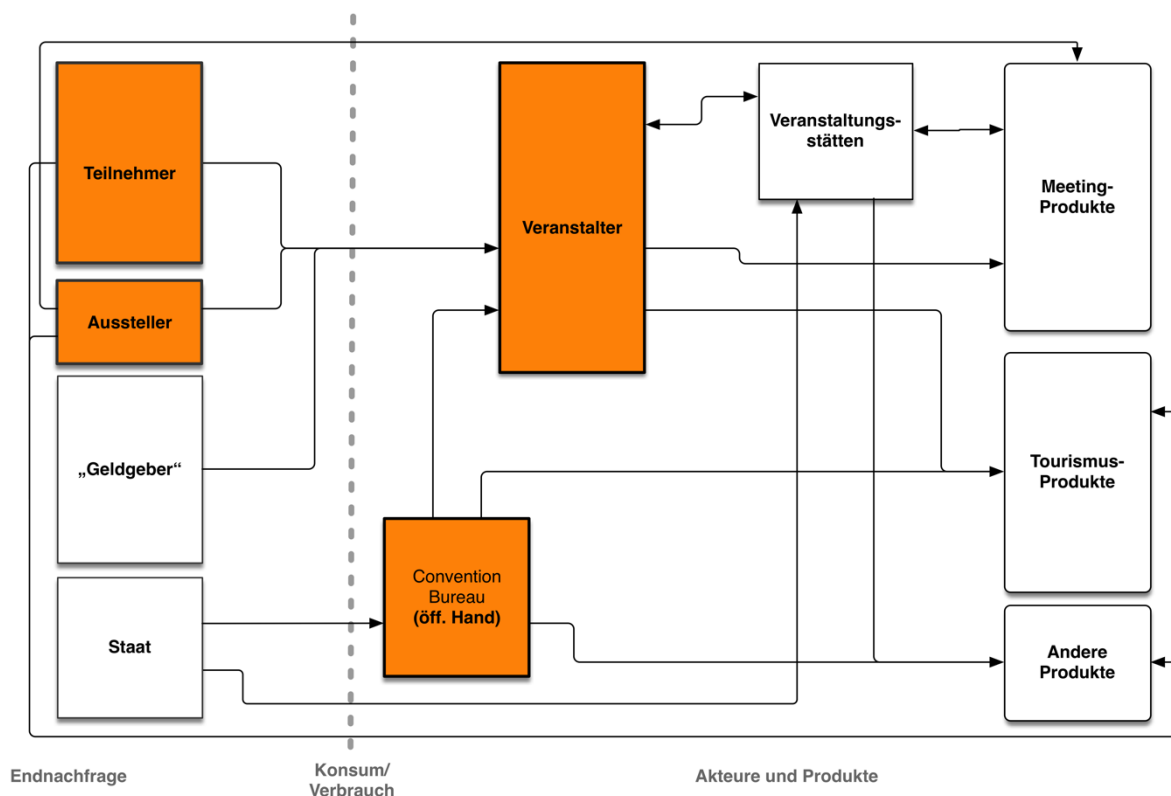 Teilnehmer
Aussteller
„Geldgeber“
Staat
Veranstalter
Convention
Bureau
(öff. Hand)
Veranstaltungs-
stätten
Meeting-
Produkte
Tourismus-
Produkte
Andere
Produkte
Endnachfrage
Konsum/
Verbrauch
Akteure und Produkte